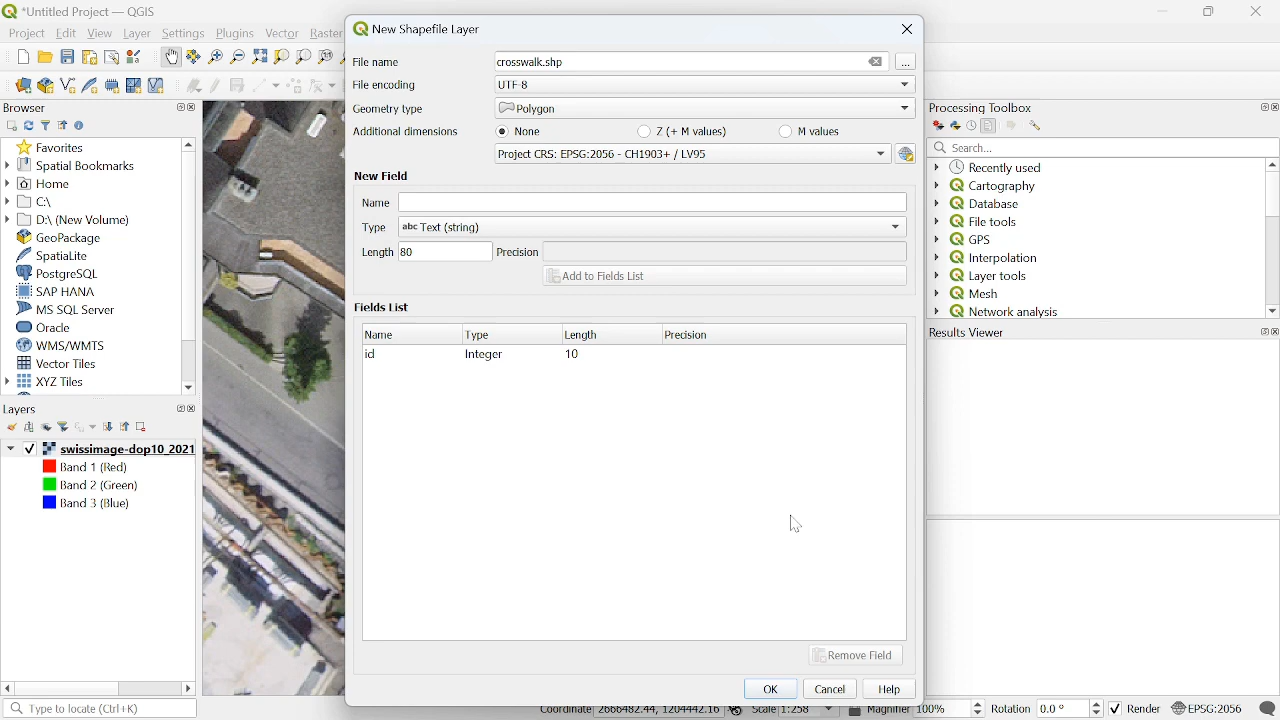 *Untitled Project — QGIS
Project Edit View Layer Settings Plugins Vector Raster
Browser
Favorites
Spatial Bookmarks
Home
C:\
D:\ (New Volume)
GeoPackage
SpatiaLite
PostgreSQL
SAP HANA
MS SQL Server
Oracle
WMS/WMTS
Vector Tiles
XYZ Tiles
Layers
swissimage-dop10_2021
Band 1 (Red)
Band 2 (Green)
Band 3 (Blue)
Type to locate (Ctrl+K)
New Shapefile Layer
File name crosswalk.shp ...
File encoding UTF-8
Geometry type Polygon
Additional dimensions None Z (+ M values) M values
Project CRS: EPSG:2056 - CH1903+ / LV95
New Field
Name
Type abc Text (string)
Length 80 Precision
Add to Fields List
Fields List
Name Type Length Precision
id Integer 10
Remove Field
OK Cancel Help
Processing Toolbox
Search...
Recently used
Cartography
Database
File tools
GPS
Interpolation
Layer tools
Mesh
Network analysis
Results Viewer
Coordinate 2666482.44, 1204442.16 Scale 1:258 Magnifier 100% Rotation 0.0 ° Render EPSG:2056